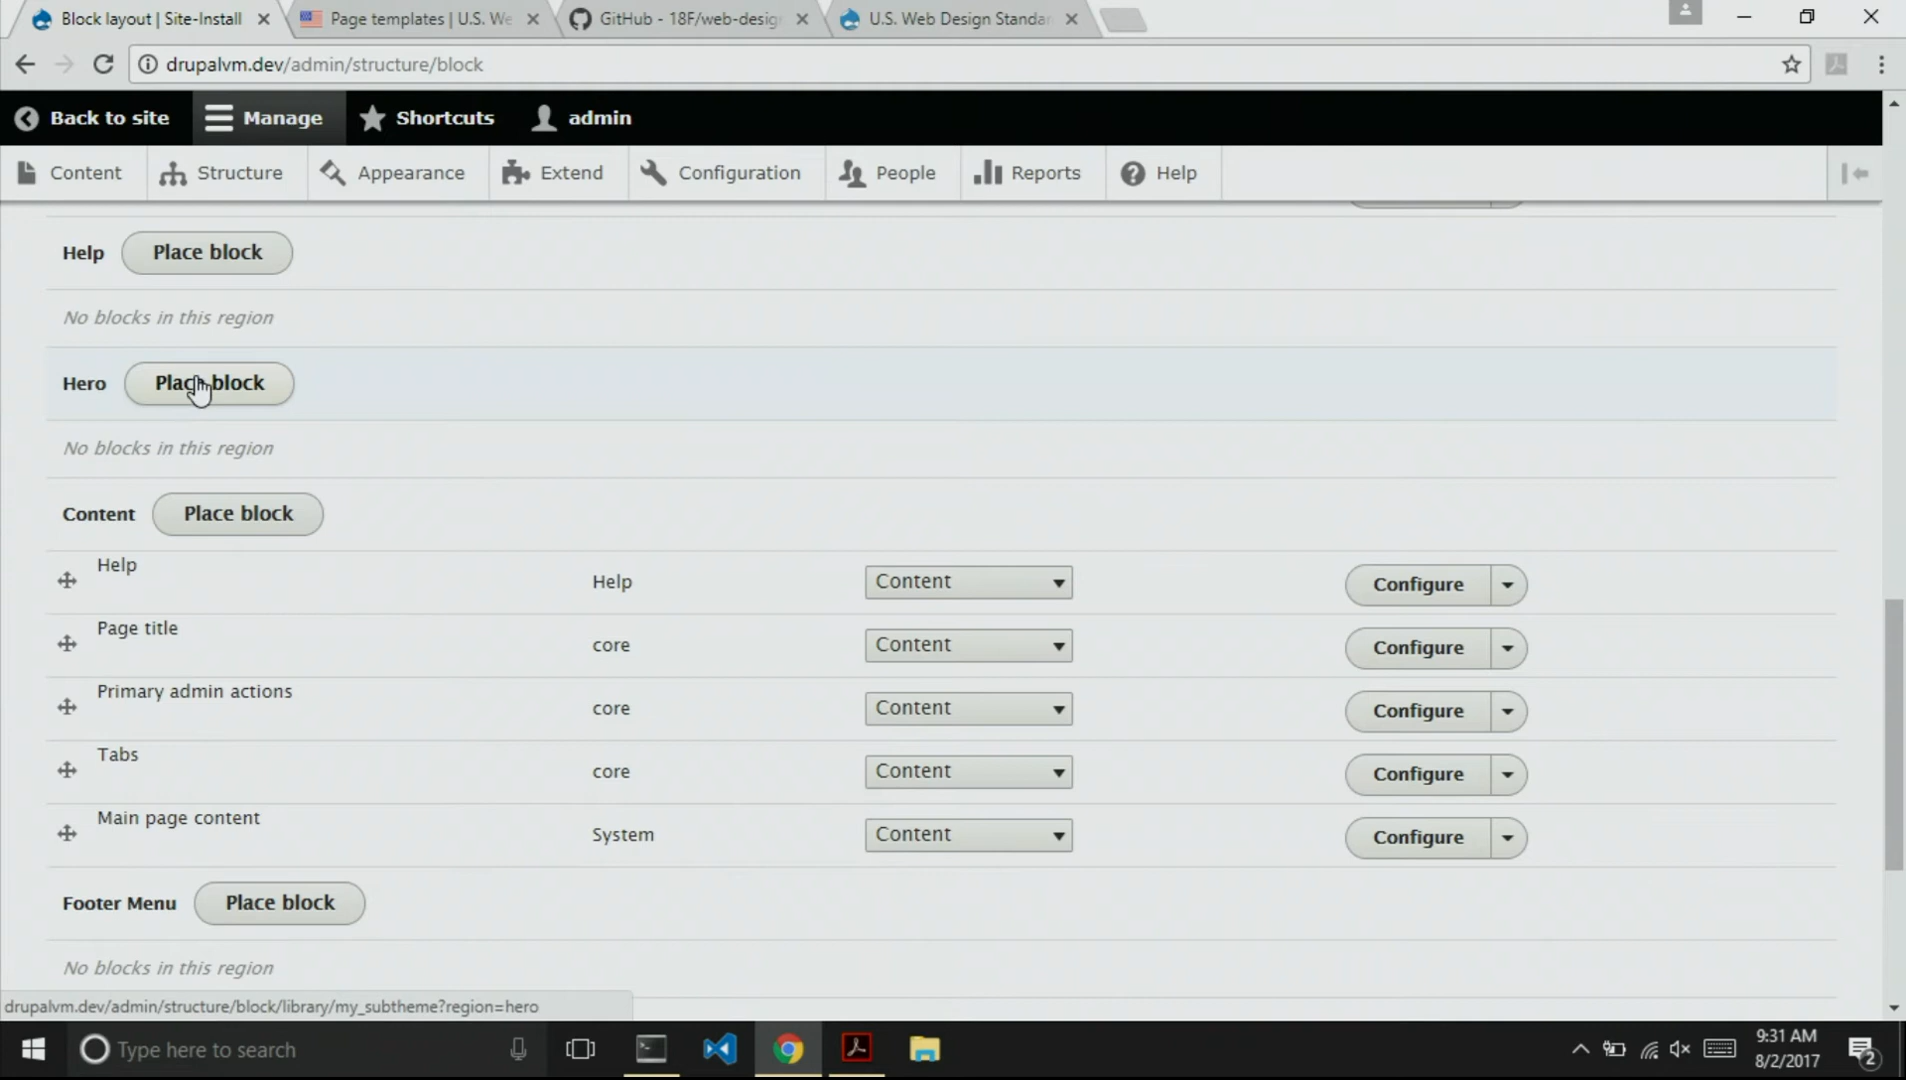 Block layout | Site-Install
Page templates | U.S. We
GitHub - 18F/web-design
U.S. Web Design Standar
drupalvm.dev/admin/structure/block
Back to site
Manage
Shortcuts
admin
Content
Structure
Appearance
Extend
Configuration
People
Reports
Help
Help
Place block
No blocks in this region
Hero
Place block
No blocks in this region
Content
Place block
Help
Help
Content
Configure
Page title
core
Content
Configure
Primary admin actions
core
Content
Configure
Tabs
core
Content
Configure
Main page content
System
Content
Configure
Footer Menu
Place block
No blocks in this region
drupalvm.dev/admin/structure/block/library/my_subtheme?region=hero
Type here to search
9:31 AM
8/2/2017
2